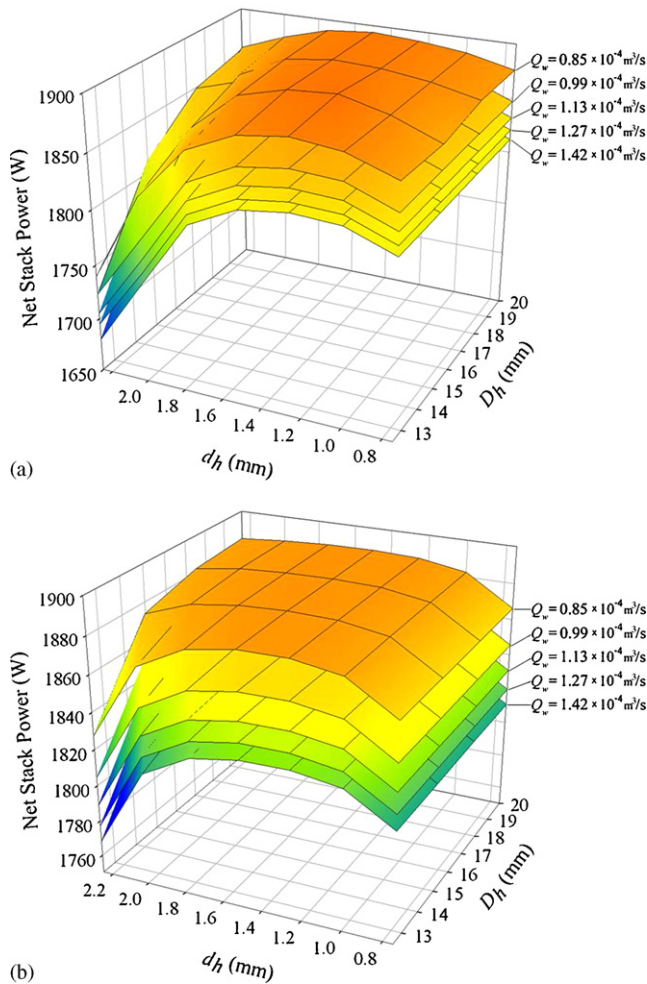 1900
1850
1800
1750
1700
1650
Net Stack Power (W)
2.0
1.8
1.6
1.4
1.2
1.0
0.8
d_h (mm)
13
14
15
16
17
18
19
20
D_h (mm)
Q_w = 0.85 × 10⁻⁴ m³/s
Q_w = 0.99 × 10⁻⁴ m³/s
Q_w = 1.13 × 10⁻⁴ m³/s
Q_w = 1.27 × 10⁻⁴ m³/s
Q_w = 1.42 × 10⁻⁴ m³/s
(a)
1900
1880
1860
1840
1820
1800
1780
1760
Net Stack Power (W)
2.2
2.0
1.8
1.6
1.4
1.2
1.0
0.8
d_h (mm)
13
14
15
16
17
18
19
20
D_h (mm)
Q_w = 0.85 × 10⁻⁴ m³/s
Q_w = 0.99 × 10⁻⁴ m³/s
Q_w = 1.13 × 10⁻⁴ m³/s
Q_w = 1.27 × 10⁻⁴ m³/s
Q_w = 1.42 × 10⁻⁴ m³/s
(b)